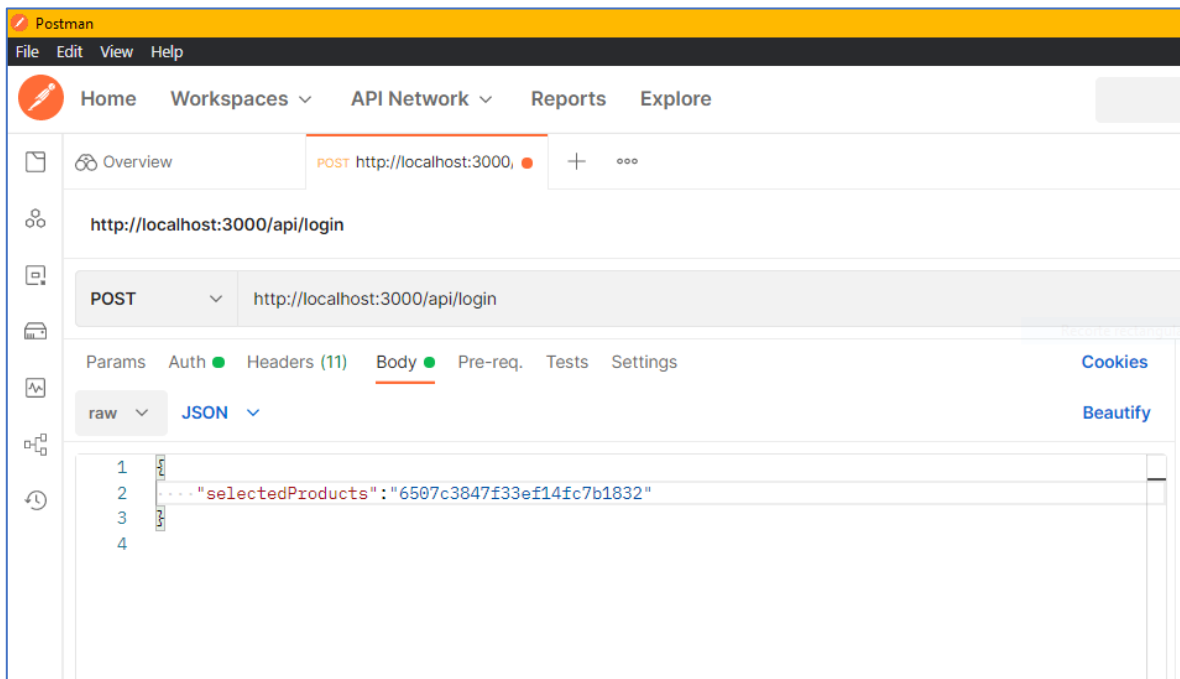 Postman
File Edit View Help
Home Workspaces API Network Reports Explore
Overview POST http://localhost:3000/
http://localhost:3000/api/login
POST http://localhost:3000/api/login
Params Auth Headers (11) Body Pre-req. Tests Settings Cookies
raw JSON Beautify
1 {
2 "selectedProducts":"6507c3847f33ef14fc7b1832"
3 }
4